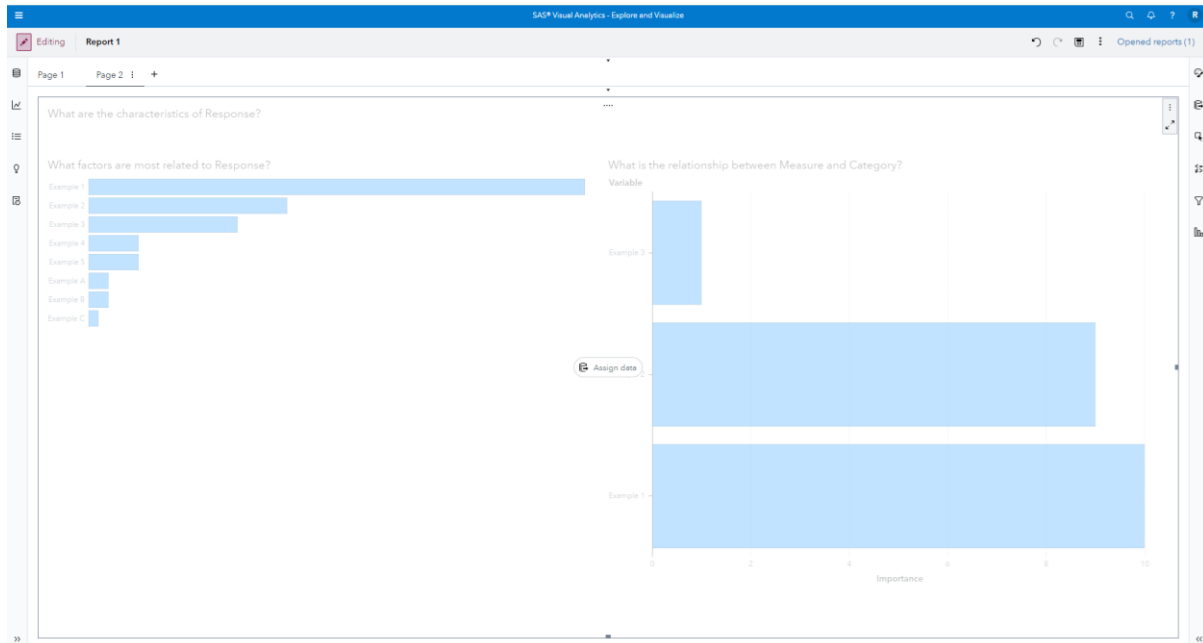 SAS® Visual Analytics - Explore and Visualize
R
Editing
Report 1
Opened reports (1)
Page 1
Page 2
What are the characteristics of Response?
What factors are most related to Response?
Example 1
Example 2
Example 3
Example 4
Example 5
Example A
Example B
Example C
What is the relationship between Measure and Category?
Variable
Example 3
Assign data
Example 1
0 2 4 6 8 10
Importance